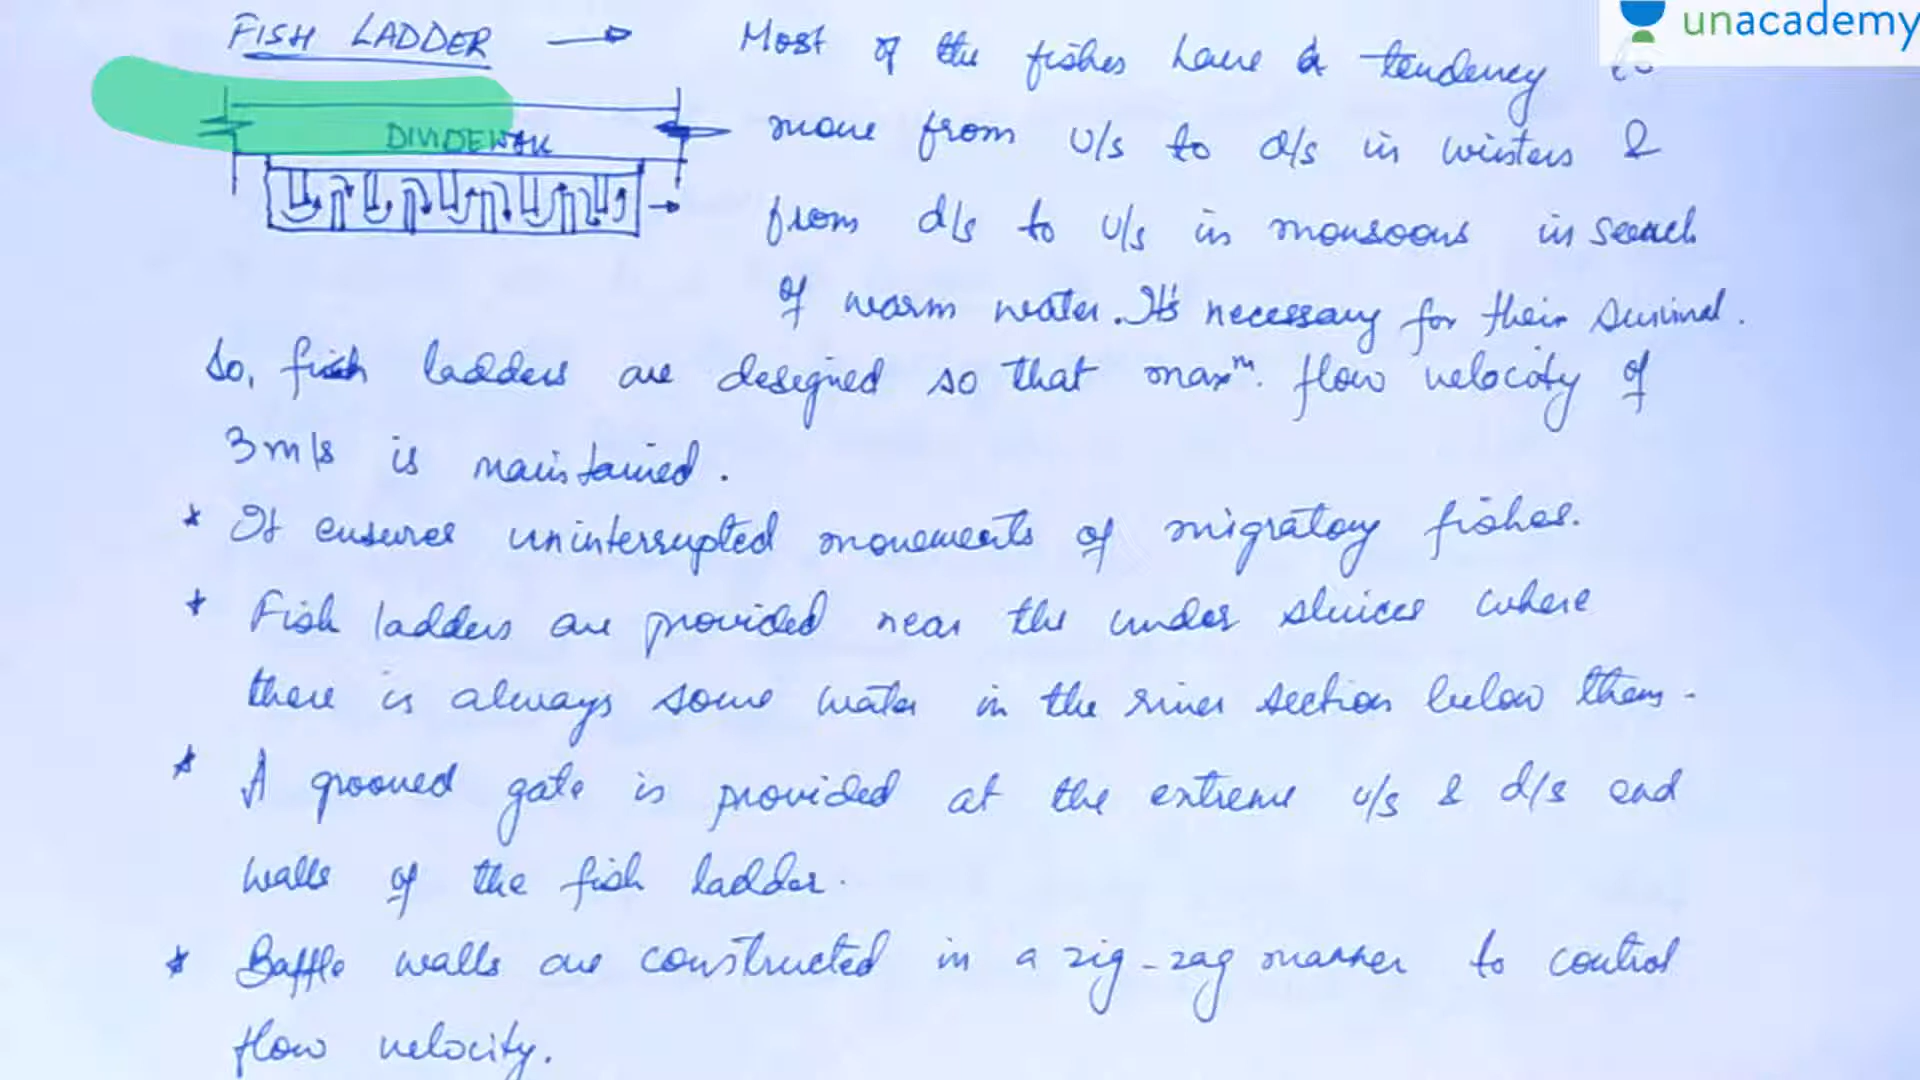 unacademy
FISH LADDER → Most of the fishes have a tendency to
DIVIDE WALL
move from U/s to d/s in winters &
from d/s to U/s in monsoons in search
of warm water. It's necessary for their survival.
So, fish ladders are designed so that maxᵐ. flow velocity of
3m/s is maintained.
* It ensures uninterrupted movements of migratory fishes.
* Fish ladders are provided near the under sluices where
there is always some water in the river section below them.
* A grooved gate is provided at the extreme u/s & d/s end
walls of the fish ladder.
* Baffle walls are constructed in a zig-zag manner to control
flow velocity.